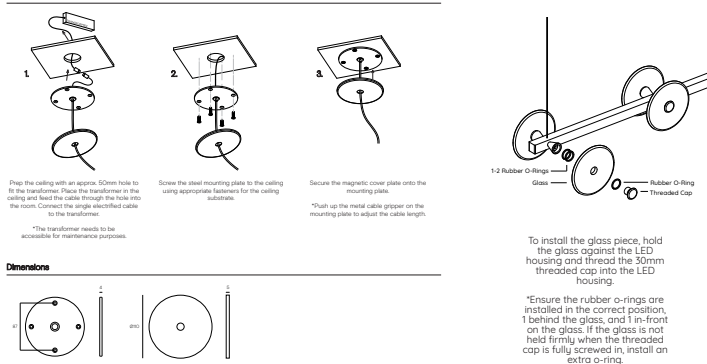 1.
2.
3.
Prep the ceiling with an approx. 50mm hole to
fit the transformer. Place the transformer in the
ceiling and feed the cable through the hole into
the room. Connect the single electrified cable
to the transformer.
*The transformer needs to be
accessible for maintenance purposes.
Screw the steel mounting plate to the ceiling
using appropriate fasteners for the ceiling
substrate.
Secure the magnetic cover plate onto the
mounting plate.
*Push up the metal cable gripper on the
mounting plate to adjust the cable length.
1-2 Rubber O-Rings
Glass
Rubber O-Ring
Threaded Cap
To install the glass piece, hold
the glass against the LED
housing and thread the 30mm
threaded cap into the LED
housing.
*Ensure the rubber o-rings are
installed in the correct position,
1 behind the glass, and 1 in-front
on the glass. If the glass is not
held firmly when the threaded
cap is fully screwed in, install an
extra o-ring.
Dimensions